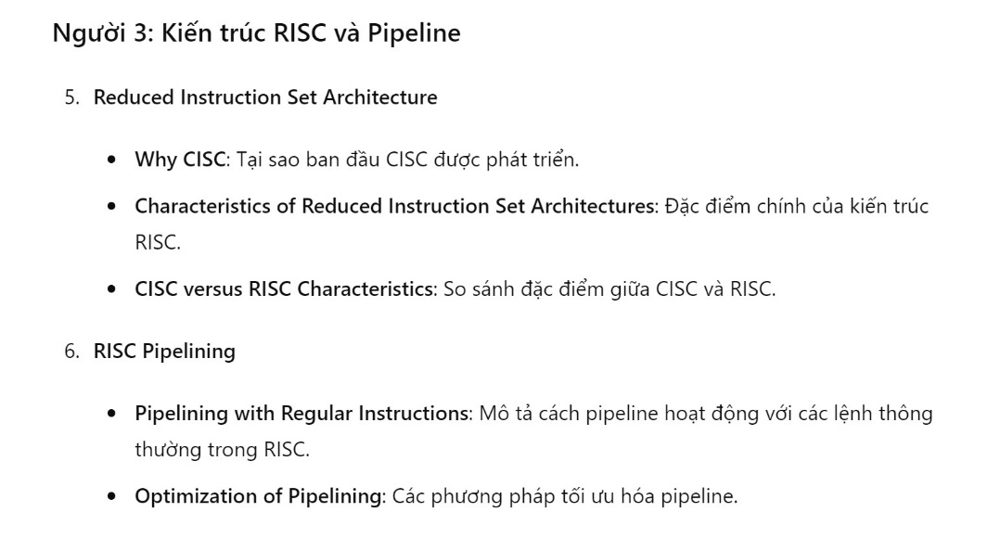 Người 3: Kiến trúc RISC và Pipeline
5. Reduced Instruction Set Architecture
• Why CISC: Tại sao ban đầu CISC được phát triển.
• Characteristics of Reduced Instruction Set Architectures: Đặc điểm chính của kiến trúc
RISC.
• CISC versus RISC Characteristics: So sánh đặc điểm giữa CISC và RISC.
6. RISC Pipelining
• Pipelining with Regular Instructions: Mô tả cách pipeline hoạt động với các lệnh thông
thường trong RISC.
• Optimization of Pipelining: Các phương pháp tối ưu hóa pipeline.